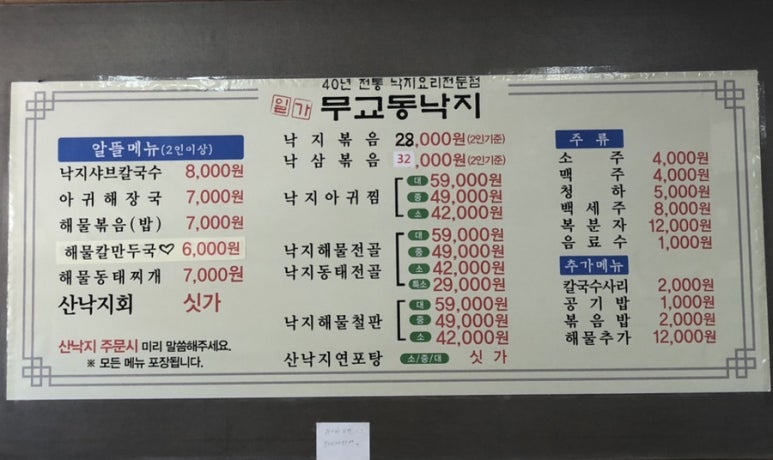 40년 전통 낙지요리전문점
일가 무교동낙지
알뜰메뉴(2인이상)
낙지샤브칼국수 8,000원
아귀해장국 7,000원
해물볶음(밥) 7,000원
해물칼만두국♡ 6,000원
해물동태찌개 7,000원
산낙지회 싯가
산낙지 주문시 미리 말씀해주세요.
※ 모든 메뉴 포장됩니다.
낙지볶음 28,000원(2인기준)
낙삼볶음 32,000원(2인기준)
낙지아귀찜
대 59,000원
중 49,000원
소 42,000원
낙지해물전골
낙지동태전골
대 59,000원
중 49,000원
소 42,000원
특소 29,000원
낙지해물철판
대 59,000원
중 49,000원
소 42,000원
산낙지연포탕 소/중/대 싯가
주류
소주 4,000원
맥주 4,000원
청하 5,000원
백세주 8,000원
복분자 12,000원
음료수 1,000원
추가메뉴
칼국수사리 2,000원
공기밥 1,000원
볶음밥 2,000원
해물추가 12,000원